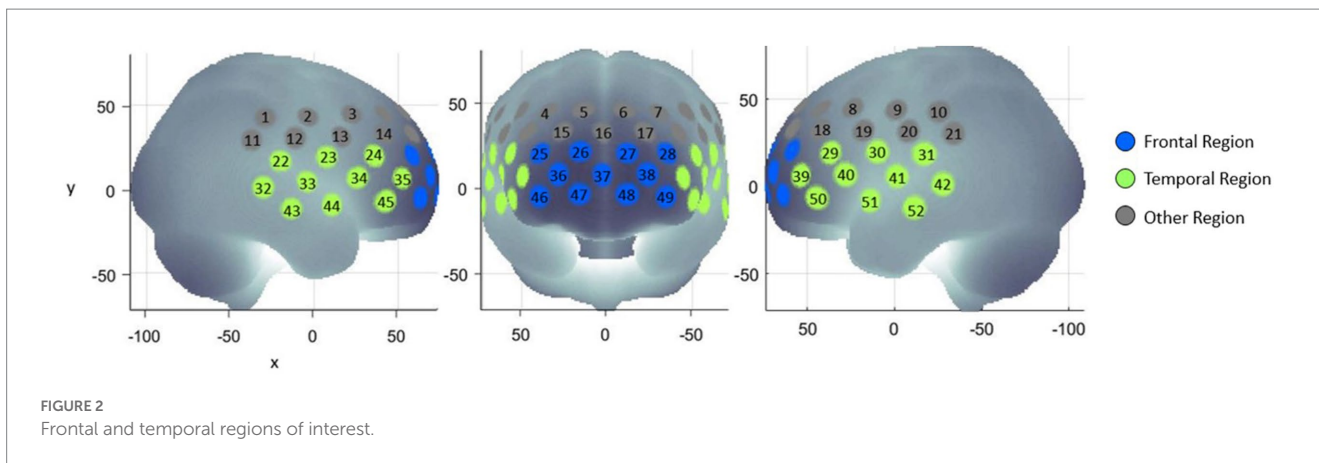 50
0
-50
y
-100 -50 0 50
x
1 2 3
11 12 13 14
22 23 24
32 33 34 35
43 44 45
50
0
-50
50 0 -50
4 5 6 7
15 16 17
25 26 27 28
36 37 38
46 47 48 49
50
0
-50
50 0 -50 -100
8 9 10
18 19 20 21
29 30 31
39 40 41 42
50 51 52
Frontal Region
Temporal Region
Other Region
FIGURE 2
Frontal and temporal regions of interest.